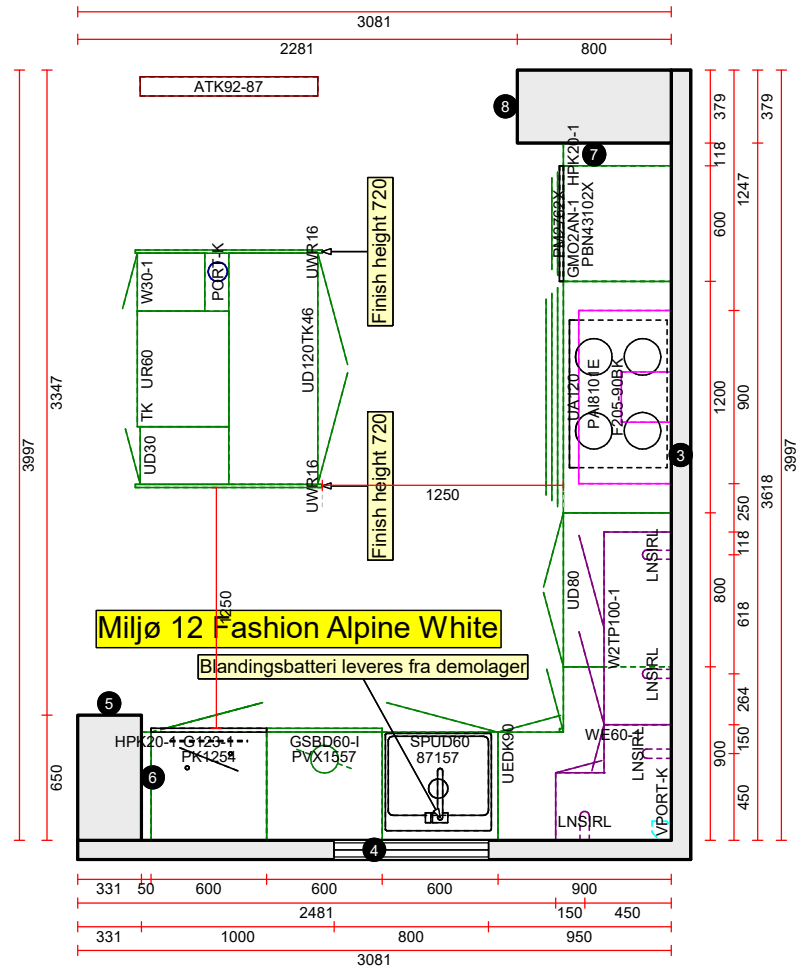 3081
2281
800
ATK92-87
8
7
HPK20-1
379
118
379
1247
600
PM2762X
GMO2AN-1
PBN43102X
Finish height 720
UWR16
PORT-K
W30-1
UD120TK46
UR60
TK
UD30
UWR16
Finish height 720
1250
UA120
PAI8101E
F205-90BK
3
1200
900
3347
3997
3618
3997
250
118
LNSIRL
UD80
W2TP100-1
800
618
LNSIRL
1250
Miljø 12 Fashion Alpine White
Blandingsbatteri leveres fra demolager
264
5
650
HPK20-1
G123-1
PK1254
GSBD60-I
PVX1557
SPUD60
87157
UEDK90
WE60-1
LNSIRL
150
900
450
6
LNSIRL
VPORT-K
4
331
50
600
600
600
900
2481
150
450
331
1000
800
950
3081